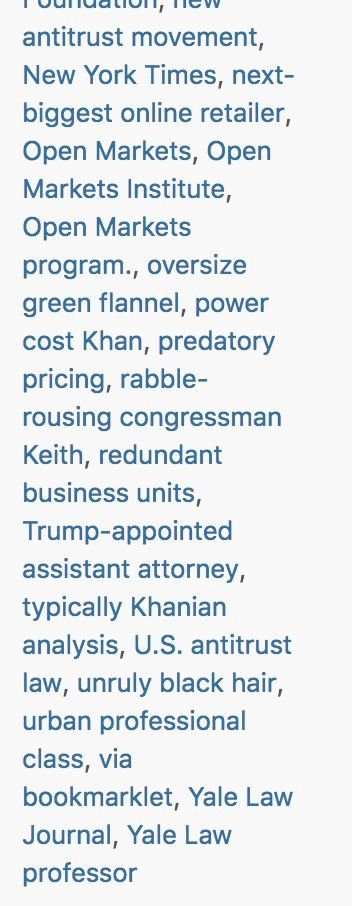 Foundation, new
antitrust movement,
New York Times, next-
biggest online retailer,
Open Markets, Open
Markets Institute,
Open Markets
program., oversize
green flannel, power
cost Khan, predatory
pricing, rabble-
rousing congressman
Keith, redundant
business units,
Trump-appointed
assistant attorney,
typically Khanian
analysis, U.S. antitrust
law, unruly black hair,
urban professional
class, via
bookmarklet, Yale Law
Journal, Yale Law
professor